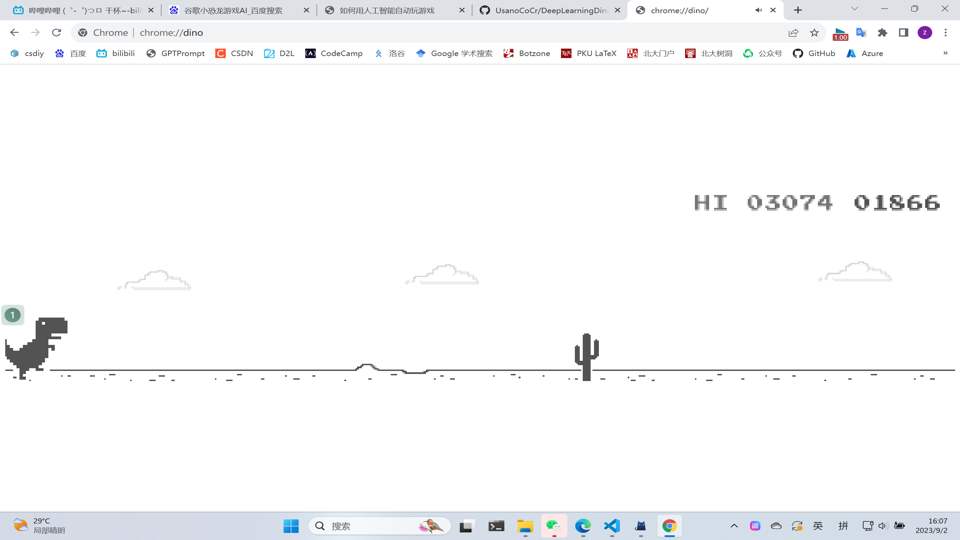 哔哩哔哩 (゜-゜)つロ 干杯~-bili
谷歌小恐龙游戏AI_百度搜索
如何用人工智能自动玩游戏
UsanoCoCr/DeepLearningDino
chrome://dino/
Chrome | chrome://dino
1.00
z
csdiy
百度
bilibili
GPTPrompt
CSDN
D2L
CodeCamp
洛谷
Google 学术搜索
Botzone
PKU LaTeX
北大门户
北大树洞
公众号
GitHub
Azure
»
HI 03074 01866
1
29°C
局部晴朗
搜索
英
拼
16:07
2023/9/2